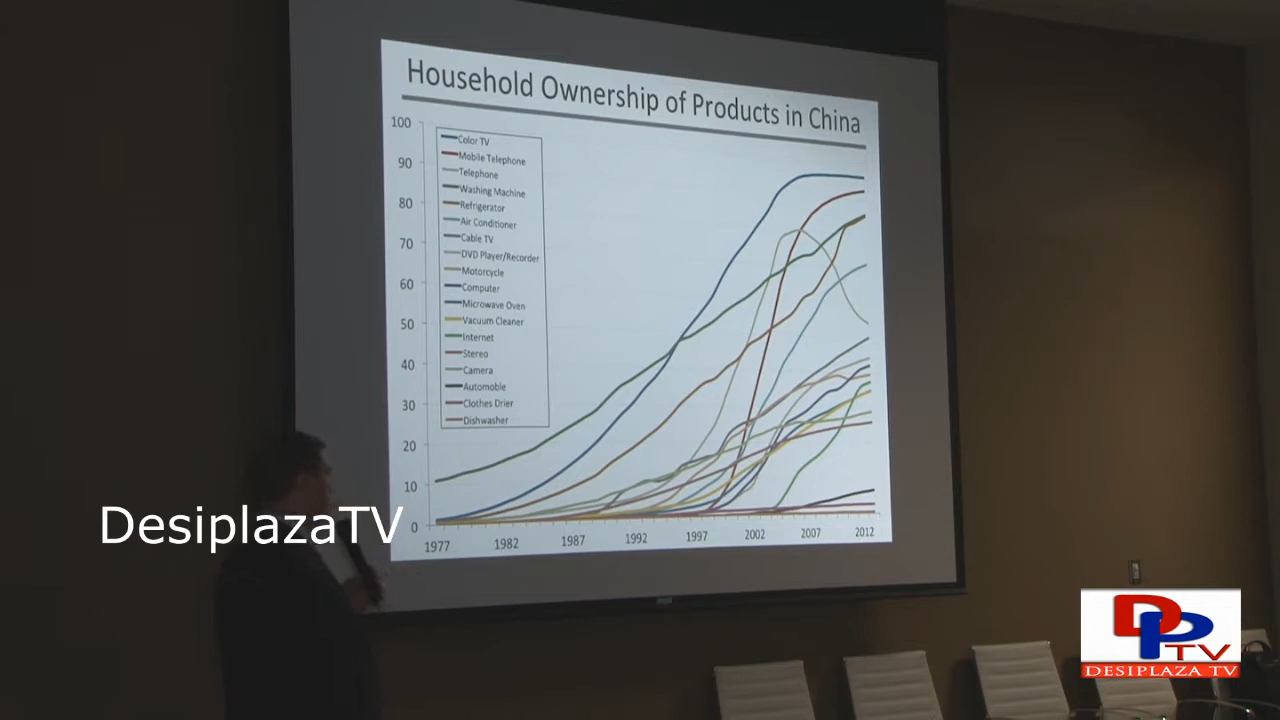 Household Ownership of Products in China
100
90
80
70
60
50
40
30
20
10
0
Color TV
Mobile Telephone
Telephone
Washing Machine
Refrigerator
Air Conditioner
Cable TV
DVD Player/Recorder
Motorcycle
Computer
Microwave Oven
Vacuum Cleaner
Internet
Stereo
Camera
Automobile
Clothes Drier
Dishwasher
1977 1982 1987 1992 1997 2002 2007 2012
DesiplazaTV
DPTV
DESIPLAZA TV